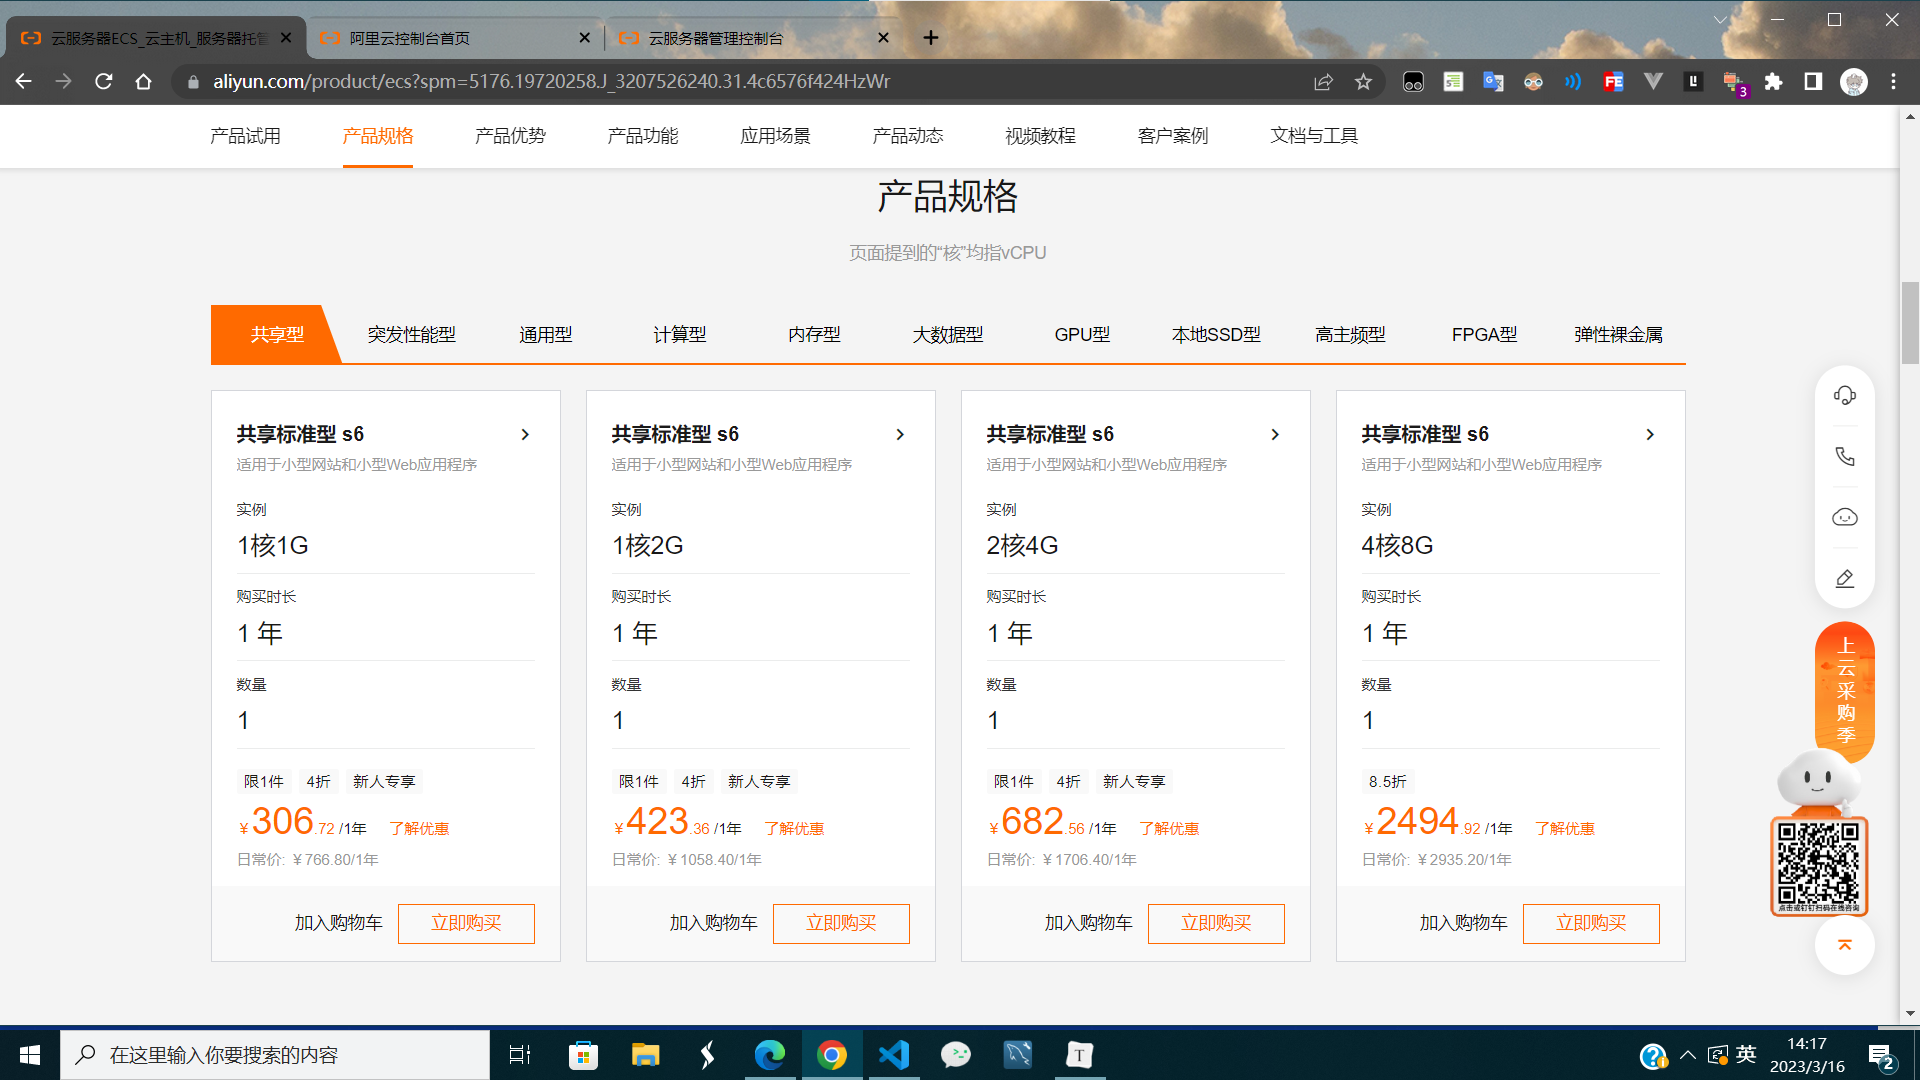 云服务器ECS_云主机_服务器托管
阿里云控制台首页
云服务器管理控制台
aliyun.com/product/ecs?spm=5176.19720258.J_3207526240.31.4c6576f424HzWr
3
产品试用 产品规格 产品优势 产品功能 应用场景 产品动态 视频教程 客户案例 文档与工具
产品规格
页面提到的“核”均指vCPU
共享型 突发性能型 通用型 计算型 内存型 大数据型 GPU型 本地SSD型 高主频型 FPGA型 弹性裸金属
共享标准型 s6
适用于小型网站和小型Web应用程序
实例
1核1G
购买时长
1 年
数量
1
限1件 4折 新人专享
¥306.72 /1年 了解优惠
日常价: ¥766.80/1年
加入购物车 立即购买
共享标准型 s6
适用于小型网站和小型Web应用程序
实例
1核2G
购买时长
1 年
数量
1
限1件 4折 新人专享
¥423.36 /1年 了解优惠
日常价: ¥1058.40/1年
加入购物车 立即购买
共享标准型 s6
适用于小型网站和小型Web应用程序
实例
2核4G
购买时长
1 年
数量
1
限1件 4折 新人专享
¥682.56 /1年 了解优惠
日常价: ¥1706.40/1年
加入购物车 立即购买
共享标准型 s6
适用于小型网站和小型Web应用程序
实例
4核8G
购买时长
1 年
数量
1
8.5折
¥2494.92 /1年 了解优惠
日常价: ¥2935.20/1年
加入购物车 立即购买
上云采购季
点击或钉钉扫码在线咨询
在这里输入你要搜索的内容
英
14:17
2023/3/16
2